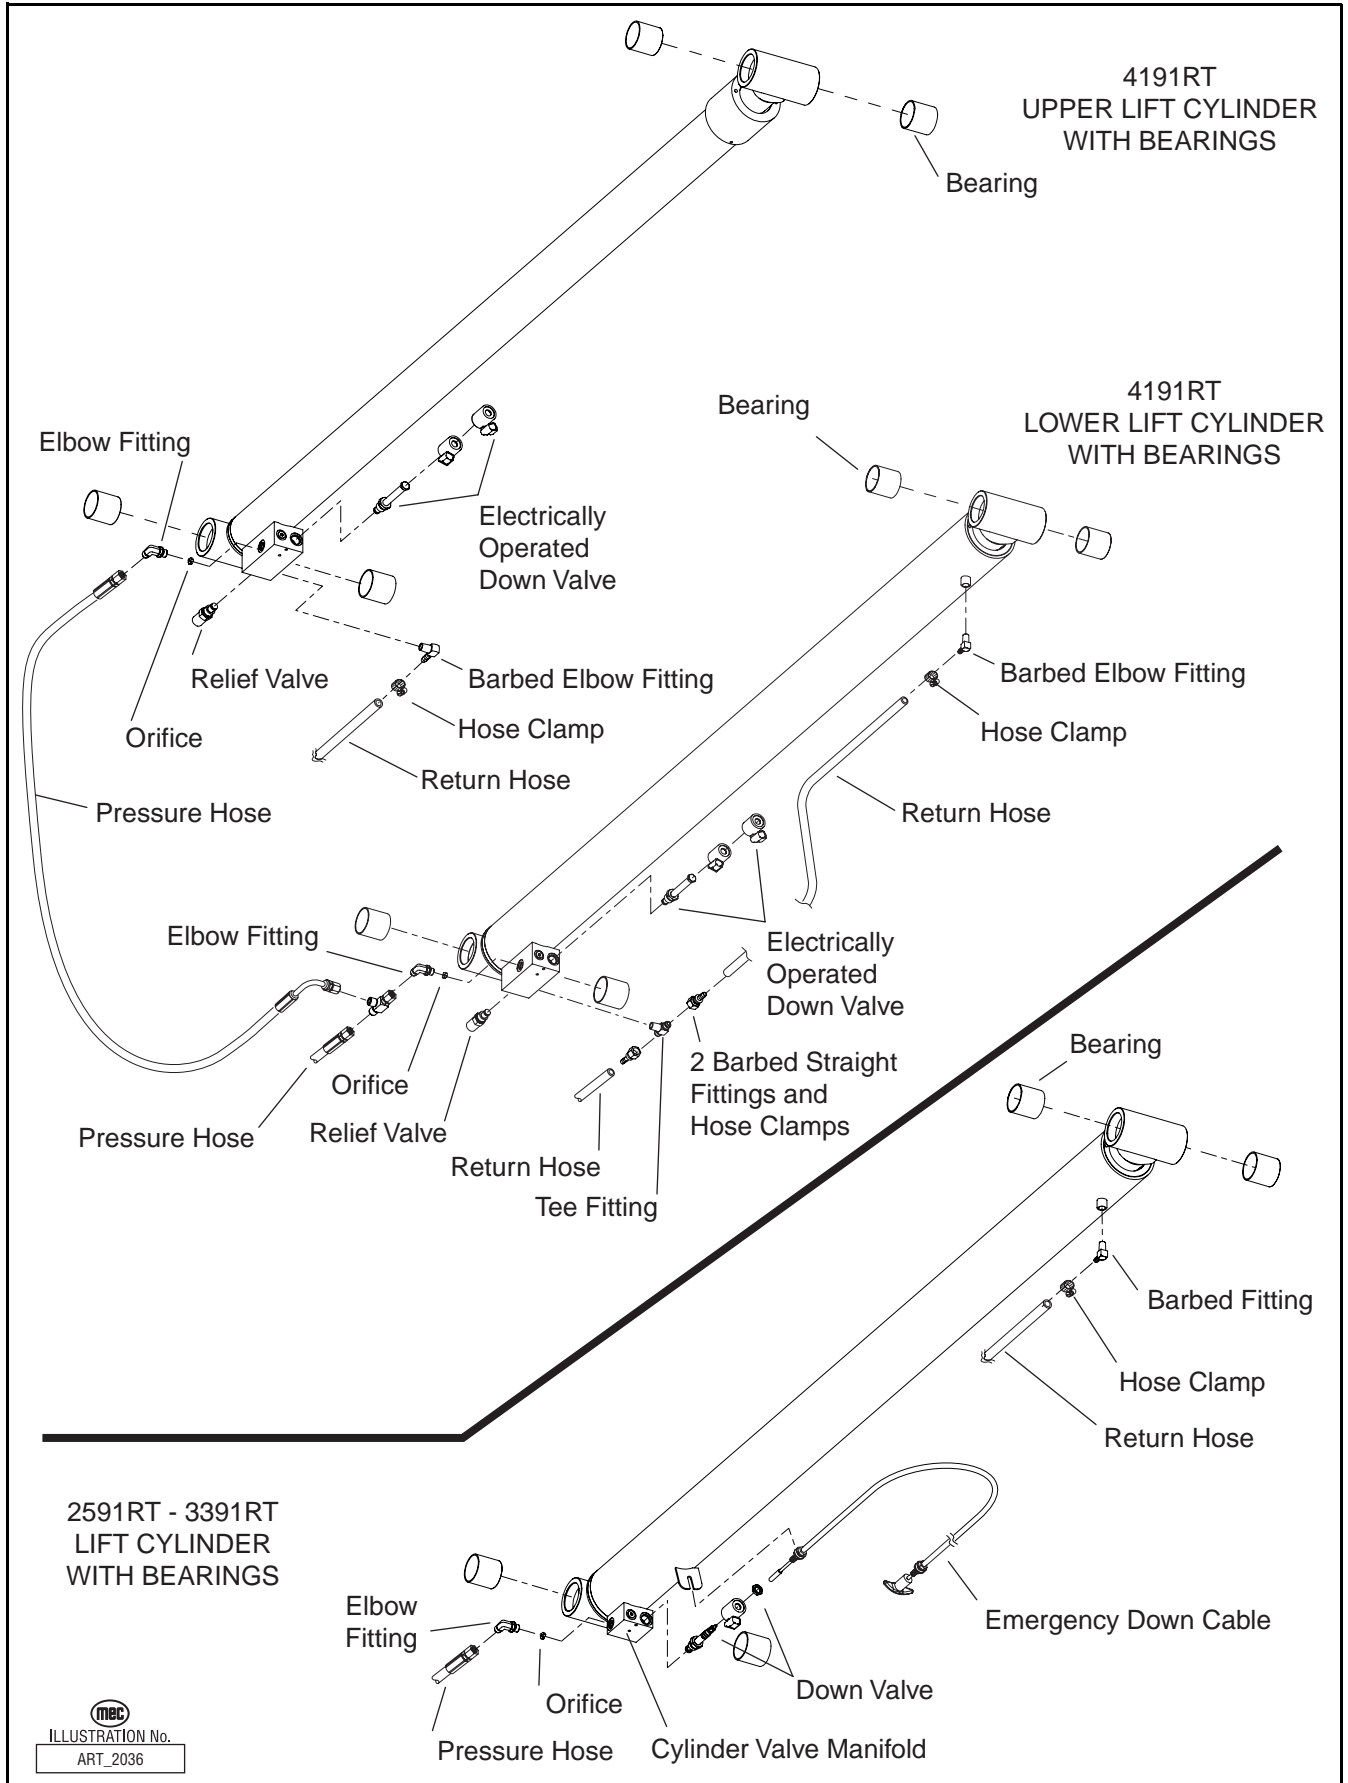 4191RT
UPPER LIFT CYLINDER
WITH BEARINGS
Bearing
Elbow Fitting
Electrically
Operated
Down Valve
Relief Valve
Barbed Elbow Fitting
Orifice
Hose Clamp
Return Hose
Pressure Hose
4191RT
LOWER LIFT CYLINDER
WITH BEARINGS
Bearing
Barbed Elbow Fitting
Hose Clamp
Return Hose
Elbow Fitting
Electrically
Operated
Down Valve
2 Barbed Straight
Fittings and
Hose Clamps
Orifice
Relief Valve
Pressure Hose
Return Hose
Tee Fitting
Bearing
Barbed Fitting
Hose Clamp
Return Hose
2591RT - 3391RT
LIFT CYLINDER
WITH BEARINGS
Elbow
Fitting
Emergency Down Cable
Down Valve
Orifice
Pressure Hose
Cylinder Valve Manifold
mec
ILLUSTRATION No.
ART_2036